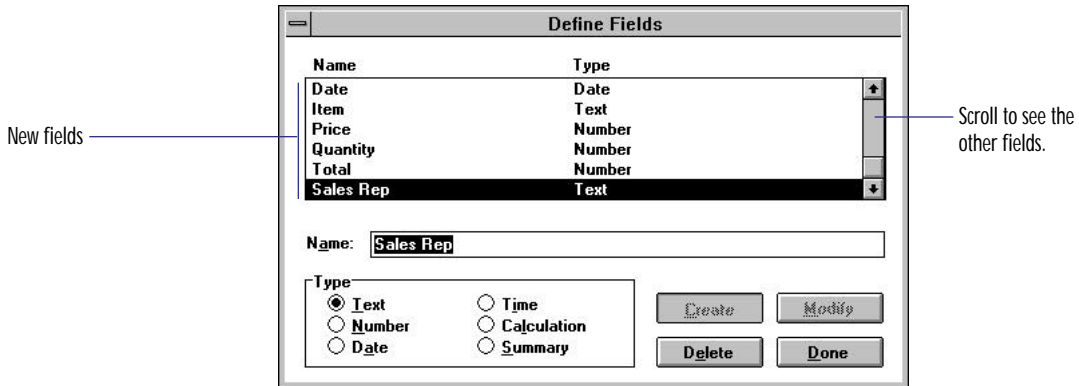 Define Fields
Name Type
Date Date
Item Text
Price Number
Quantity Number
Total Number
Sales Rep Text
New fields
Scroll to see the
other fields.
Name: Sales Rep
Type
Text Time
Number Calculation
Date Summary
Create Modify
Delete Done